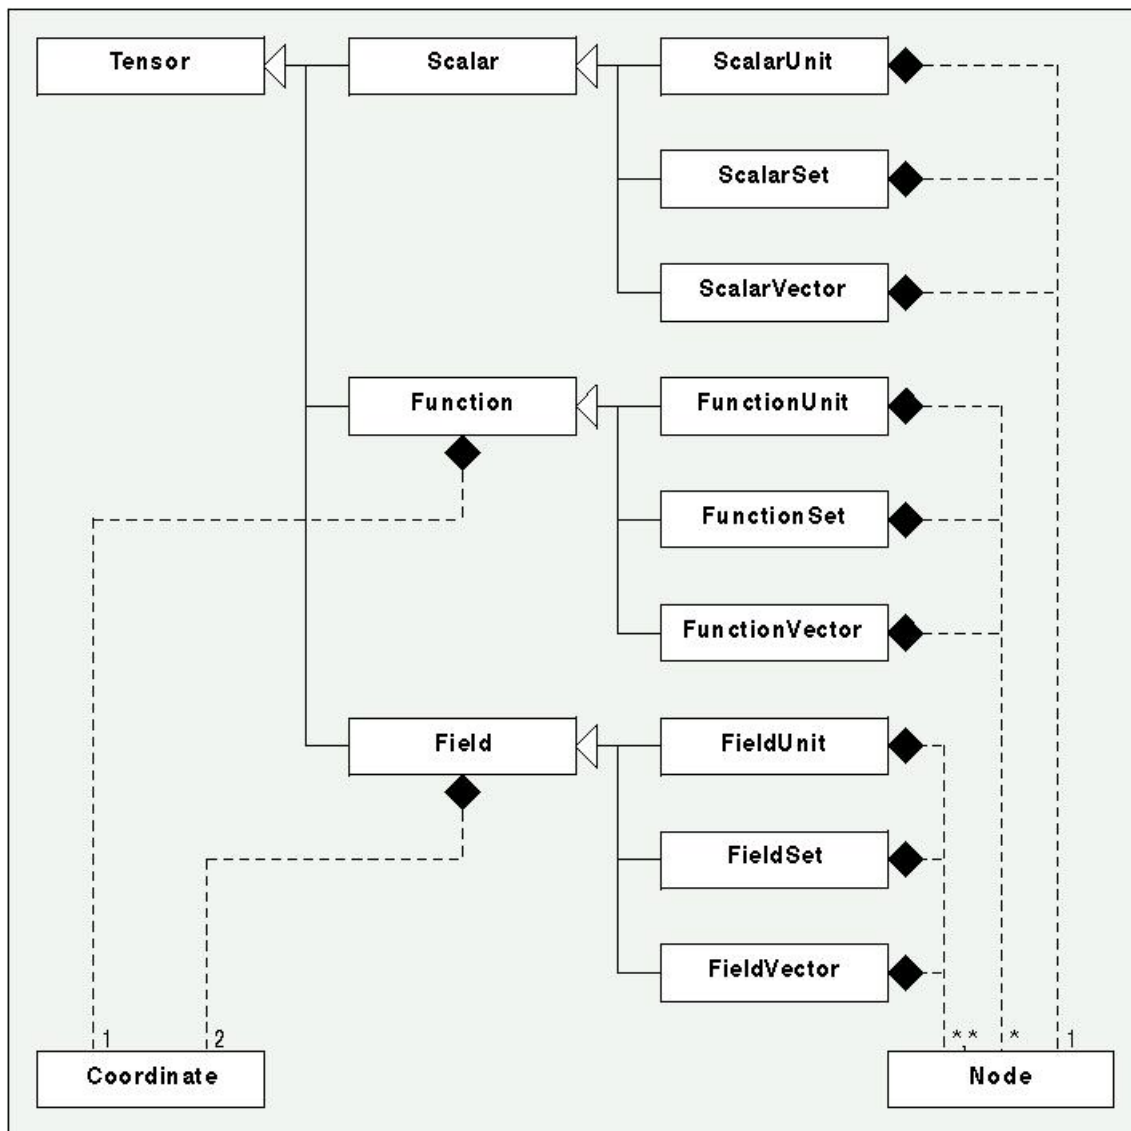 Tensor
Scalar
ScalarUnit
ScalarSet
ScalarVector
Function
FunctionUnit
FunctionSet
FunctionVector
Field
FieldUnit
FieldSet
FieldVector
1
2
*,*
*
1
Coordinate
Node